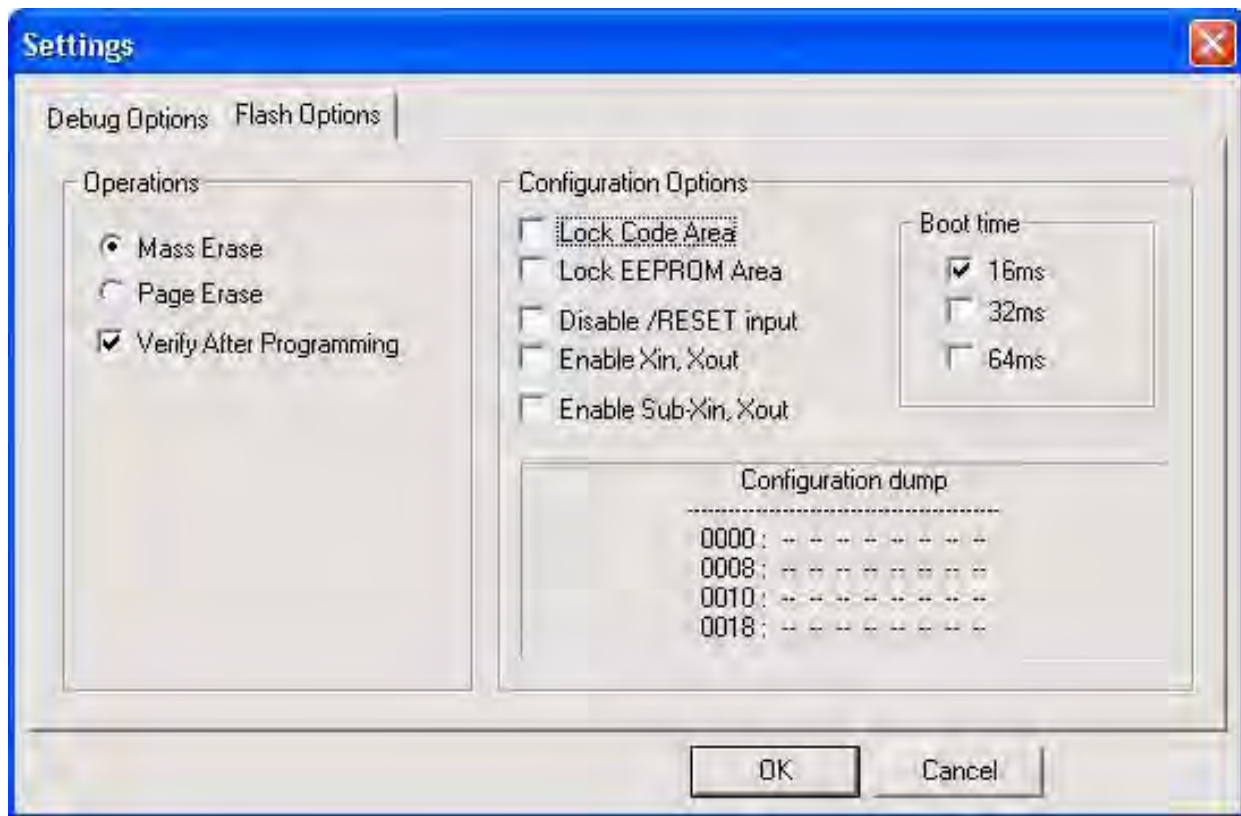 Settings
Debug Options
Flash Options
Operations
Mass Erase
Page Erase
Verify After Programming
Configuration Options
Lock Code Area
Lock EEPROM Area
Disable /RESET input
Enable Xin, Xout
Enable Sub-Xin, Xout
Boot time
16ms
32ms
64ms
Configuration dump
-------------------------------------
0000 : -- -- -- -- -- -- -- --
0008 : -- -- -- -- -- -- -- --
0010 : -- -- -- -- -- -- -- --
0018 : -- -- -- -- -- -- -- --
OK
Cancel